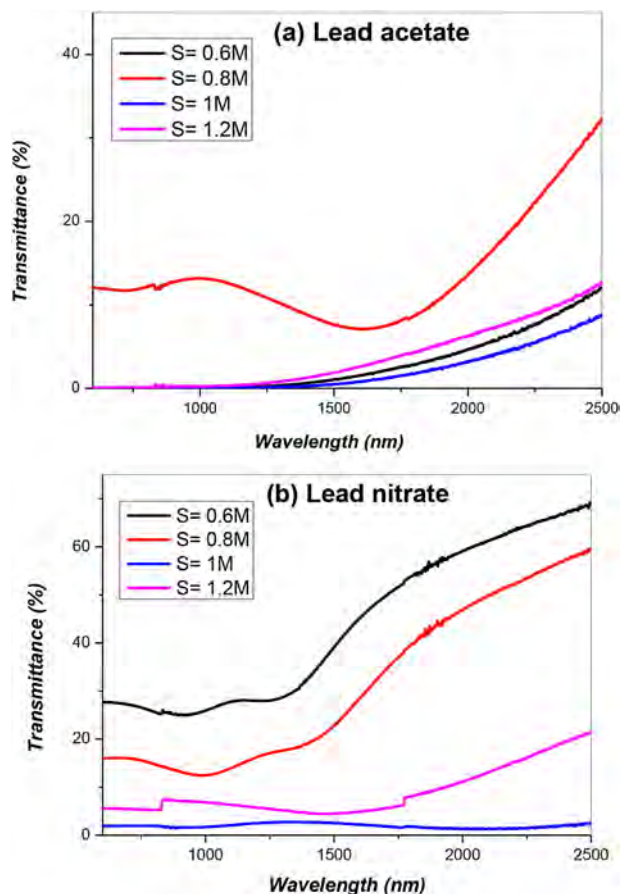 (a) Lead acetate
S= 0.6M
S= 0.8M
S= 1M
S= 1.2M
40
20
0
Transmittance (%)
1000 1500 2000 2500
Wavelength (nm)
(b) Lead nitrate
S= 0.6M
S= 0.8M
S= 1M
S= 1.2M
60
40
20
0
Transmittance (%)
1000 1500 2000 2500
Wavelength (nm)